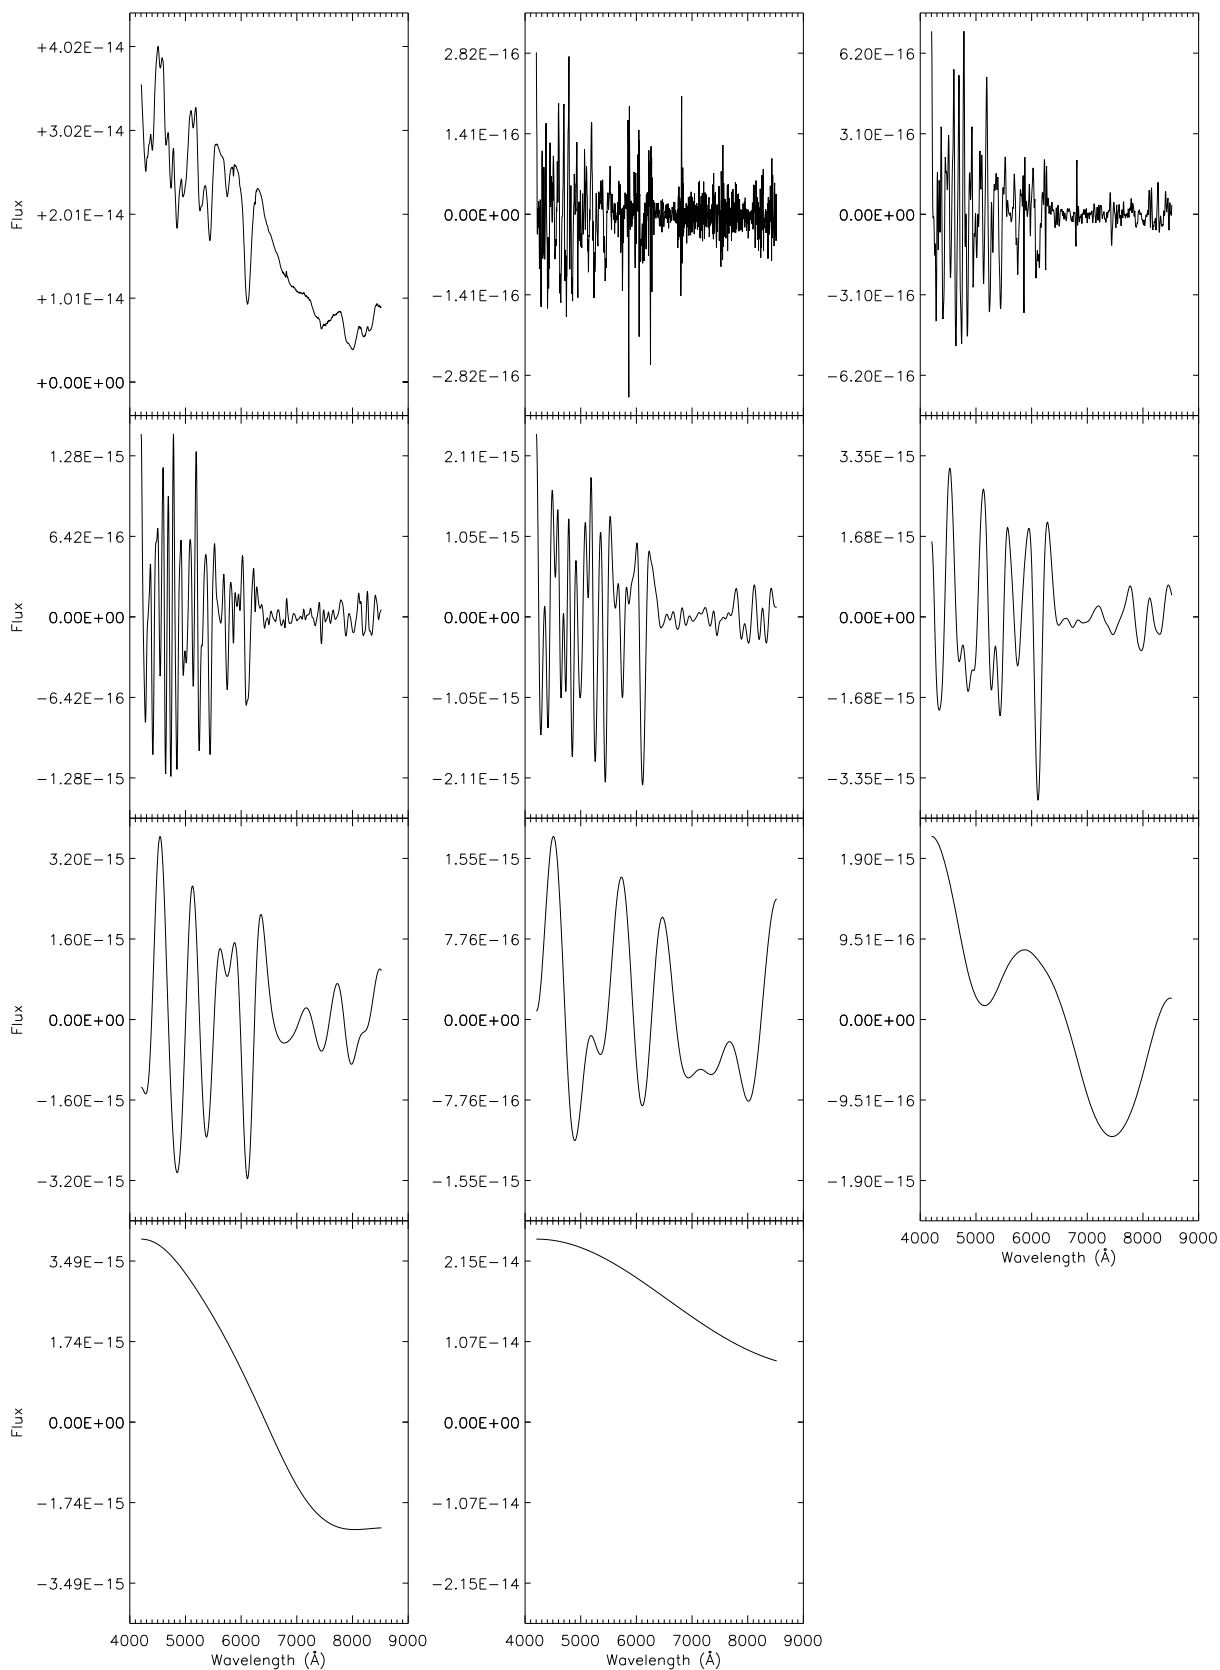 +4.02E−14
+3.02E−14
+2.01E−14
+1.01E−14
+0.00E+00
Flux
2.82E−16
1.41E−16
0.00E+00
−1.41E−16
−2.82E−16
6.20E−16
3.10E−16
0.00E+00
−3.10E−16
−6.20E−16
1.28E−15
6.42E−16
0.00E+00
−6.42E−16
−1.28E−15
Flux
2.11E−15
1.05E−15
0.00E+00
−1.05E−15
−2.11E−15
3.35E−15
1.68E−15
0.00E+00
−1.68E−15
−3.35E−15
3.20E−15
1.60E−15
0.00E+00
−1.60E−15
−3.20E−15
Flux
1.55E−15
7.76E−16
0.00E+00
−7.76E−16
−1.55E−15
1.90E−15
9.51E−16
0.00E+00
−9.51E−16
−1.90E−15
4000 5000 6000 7000 8000 9000
Wavelength (Å)
3.49E−15
1.74E−15
0.00E+00
−1.74E−15
−3.49E−15
Flux
4000 5000 6000 7000 8000 9000
Wavelength (Å)
2.15E−14
1.07E−14
0.00E+00
−1.07E−14
−2.15E−14
4000 5000 6000 7000 8000 9000
Wavelength (Å)